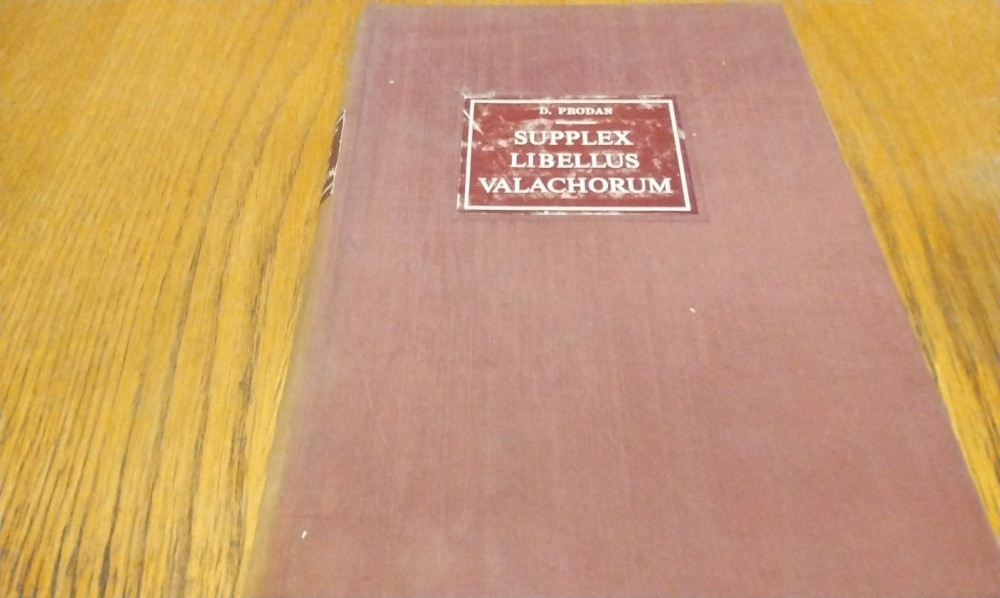 D. PRODAN
SUPPLEX
LIBELLUS
VALACHORUM